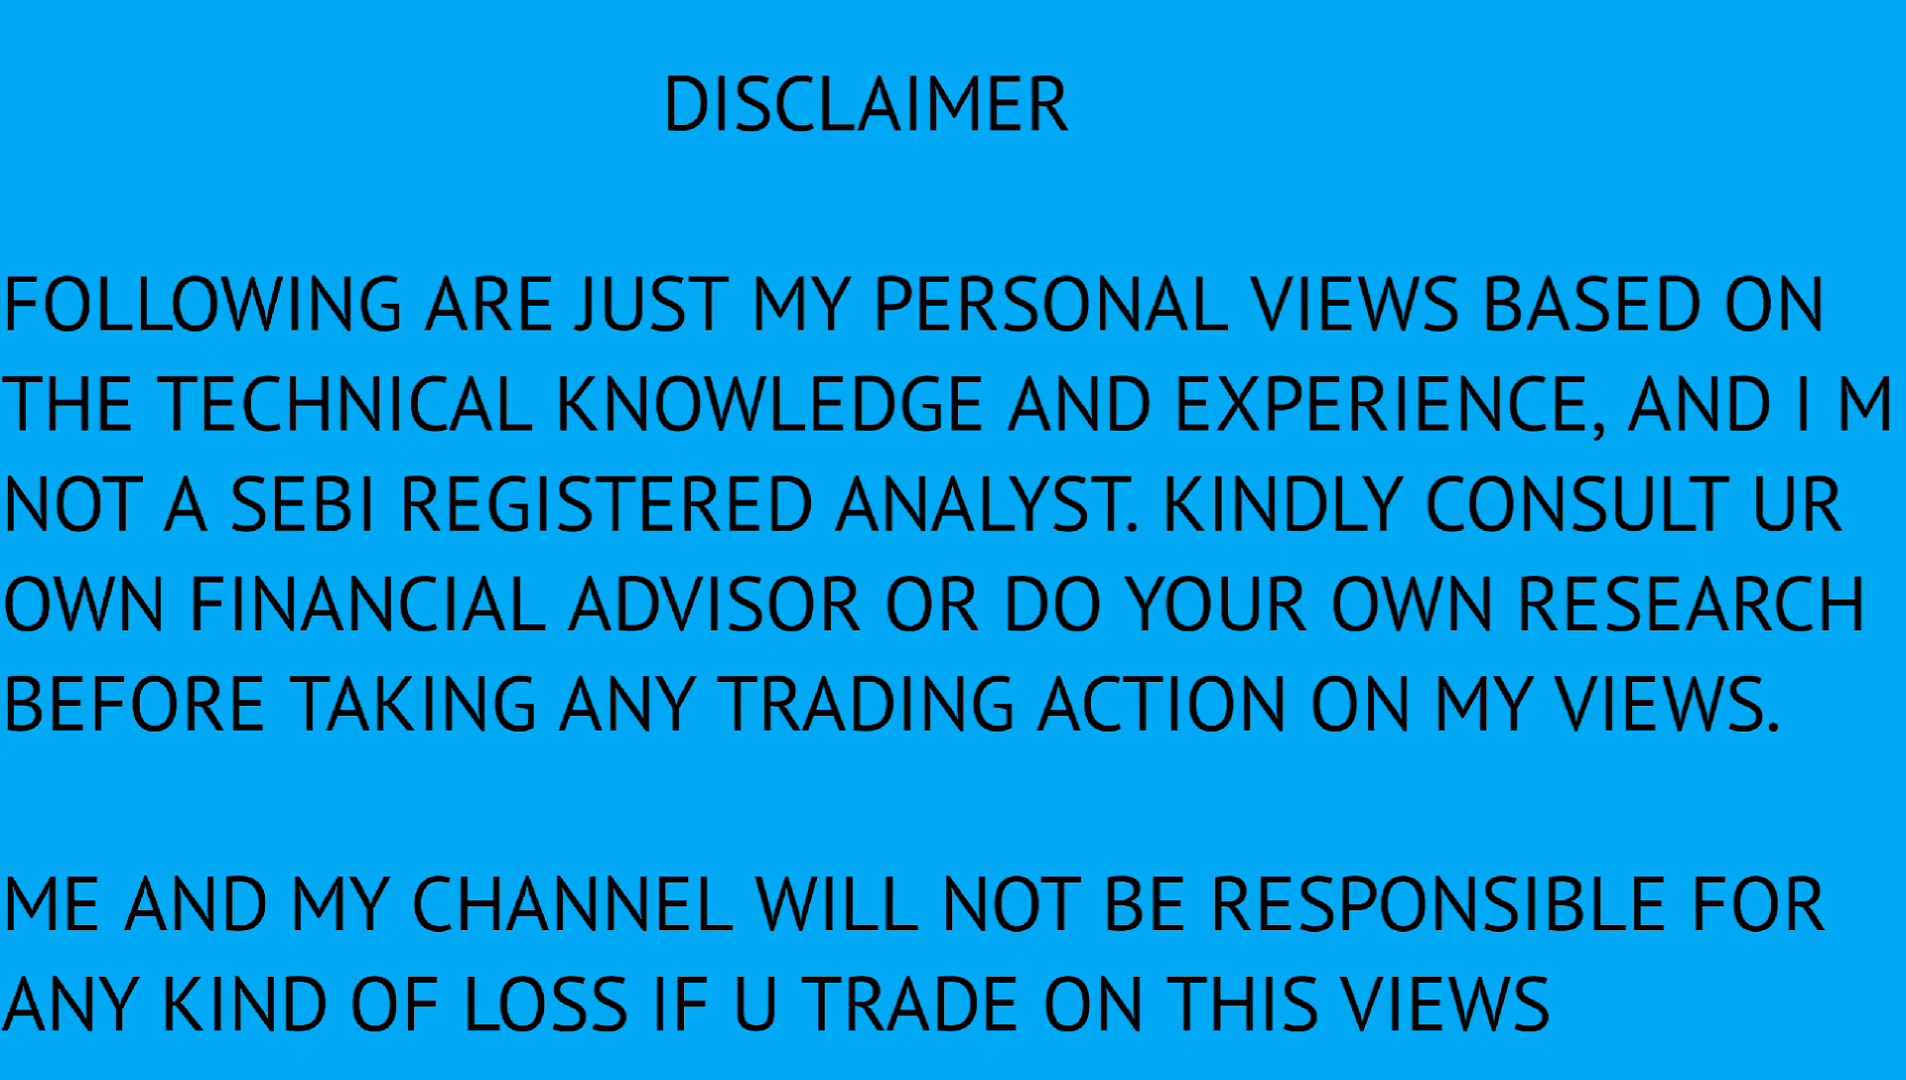 DISCLAIMER
FOLLOWING ARE JUST MY PERSONAL VIEWS BASED ON
THE TECHNICAL KNOWLEDGE AND EXPERIENCE, AND I M
NOT A SEBI REGISTERED ANALYST. KINDLY CONSULT UR
OWN FINANCIAL ADVISOR OR DO YOUR OWN RESEARCH
BEFORE TAKING ANY TRADING ACTION ON MY VIEWS.
ME AND MY CHANNEL WILL NOT BE RESPONSIBLE FOR
ANY KIND OF LOSS IF U TRADE ON THIS VIEWS